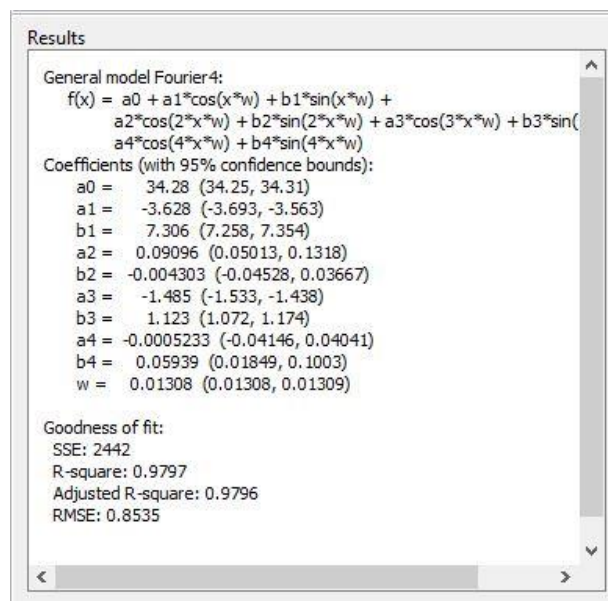 Results
General model Fourier4:
f(x) = a0 + a1*cos(x*w) + b1*sin(x*w) +
a2*cos(2*x*w) + b2*sin(2*x*w) + a3*cos(3*x*w) + b3*sin(
a4*cos(4*x*w) + b4*sin(4*x*w)
Coefficients (with 95% confidence bounds):
a0 = 34.28 (34.25, 34.31)
a1 = -3.628 (-3.693, -3.563)
b1 = 7.306 (7.258, 7.354)
a2 = 0.09096 (0.05013, 0.1318)
b2 = -0.004303 (-0.04528, 0.03667)
a3 = -1.485 (-1.533, -1.438)
b3 = 1.123 (1.072, 1.174)
a4 = -0.0005233 (-0.04146, 0.04041)
b4 = 0.05939 (0.01849, 0.1003)
w = 0.01308 (0.01308, 0.01309)
Goodness of fit:
SSE: 2442
R-square: 0.9797
Adjusted R-square: 0.9796
RMSE: 0.8535